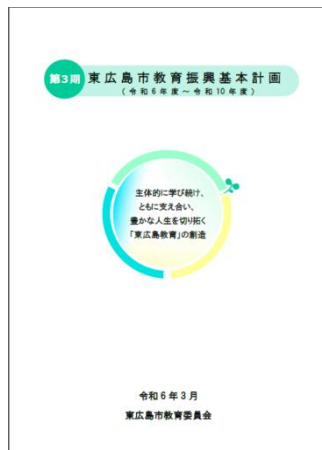 第3期 東広島市教育振興基本計画
(令和6年度～令和10年度)
主体的に学び続け、
ともに支え合い、
豊かな人生を切り拓く
「東広島教育」の創造
令和6年3月
東広島市教育委員会